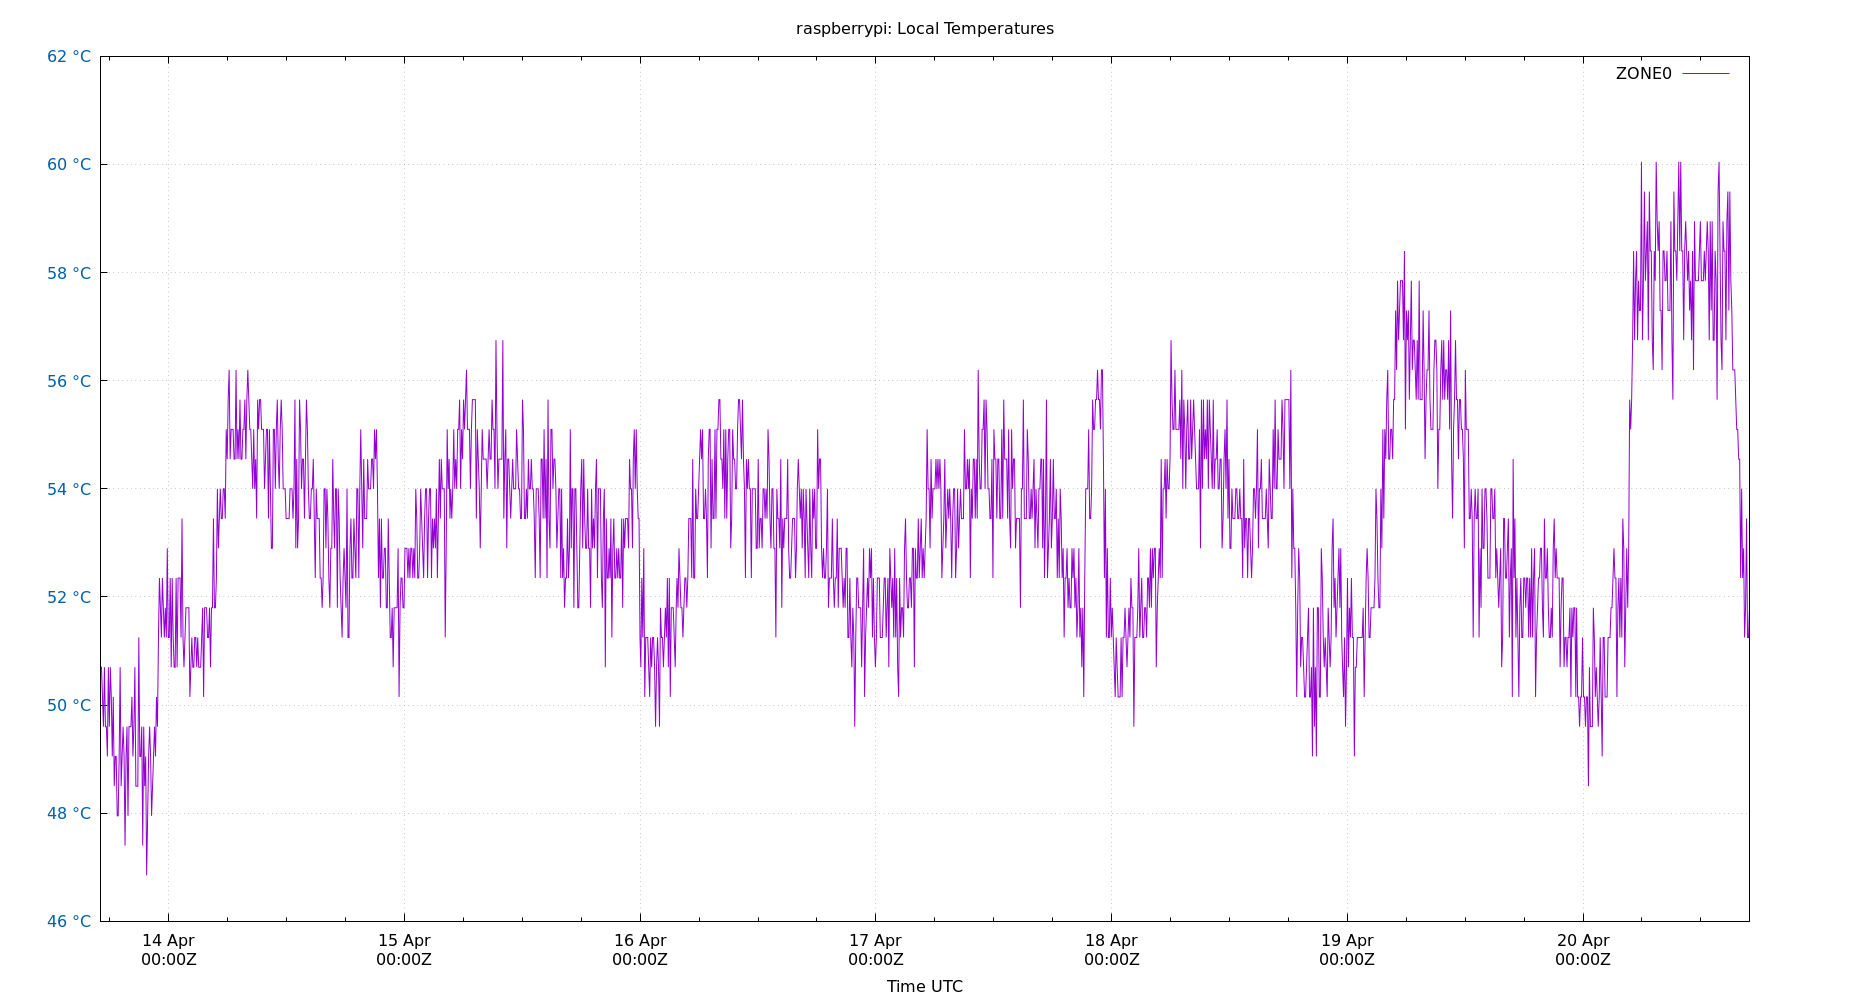 raspberrypi: Local Temperatures
62 °C
ZONE0
60 °C
58 °C
56 °C
54 °C
52 °C
50 °C
48 °C
46 °C
14 Apr
00:00Z
15 Apr
00:00Z
16 Apr
00:00Z
17 Apr
00:00Z
18 Apr
00:00Z
19 Apr
00:00Z
20 Apr
00:00Z
Time UTC